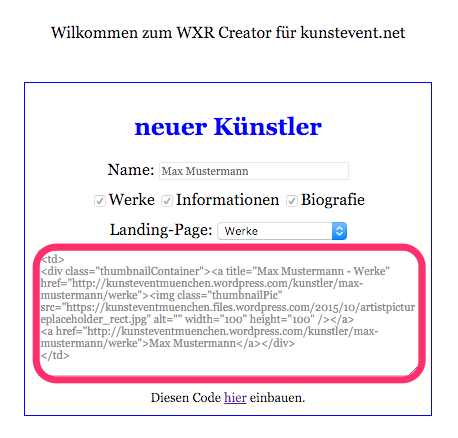 Wilkommen zum WXR Creator für kunstevent.net
neuer Künstler
Name: Max Mustermann
Werke Informationen Biografie
Landing-Page: Werke
<td>
<div class="thumbnailContainer"><a title="Max Mustermann - Werke"
href="http://kunsteventmuenchen.wordpress.com/kunstler/max-
mustermann/werke"><img class="thumbnailPic"
src="https://kunsteventmuenchen.files.wordpress.com/2015/10/artistpictur
eplaceholder_rect.jpg" alt="" width="100" height="100" /></a>
<a href="http://kunsteventmuenchen.wordpress.com/kunstler/max-
mustermann/werke">Max Mustermann</a></div>
</td>
Diesen Code hier einbauen.